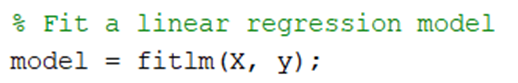 % Fit a linear regression model
model = fitlm(X, y);